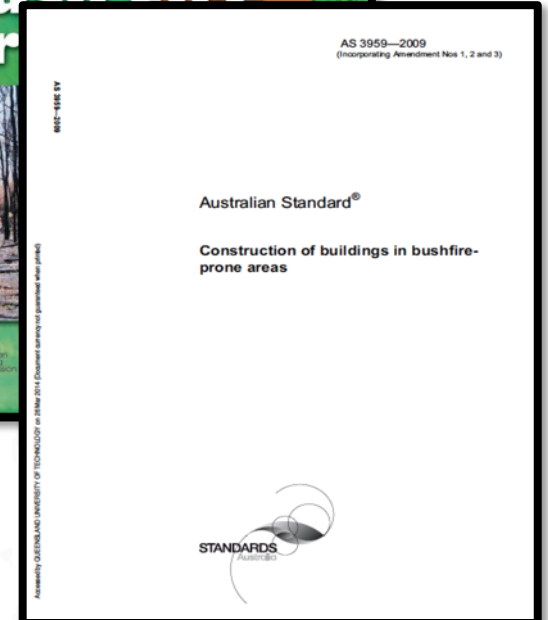 AS 3959—2009
(Incorporating Amendment Nos 1, 2 and 3)
AS 3959—2009
Australian Standard®
Construction of buildings in bushfire-
prone areas
Accessed by QUEENSLAND UNIVERSITY OF TECHNOLOGY on 26 Mar 2014 (Document currency not guaranteed when printed)
STANDARDS
Australia